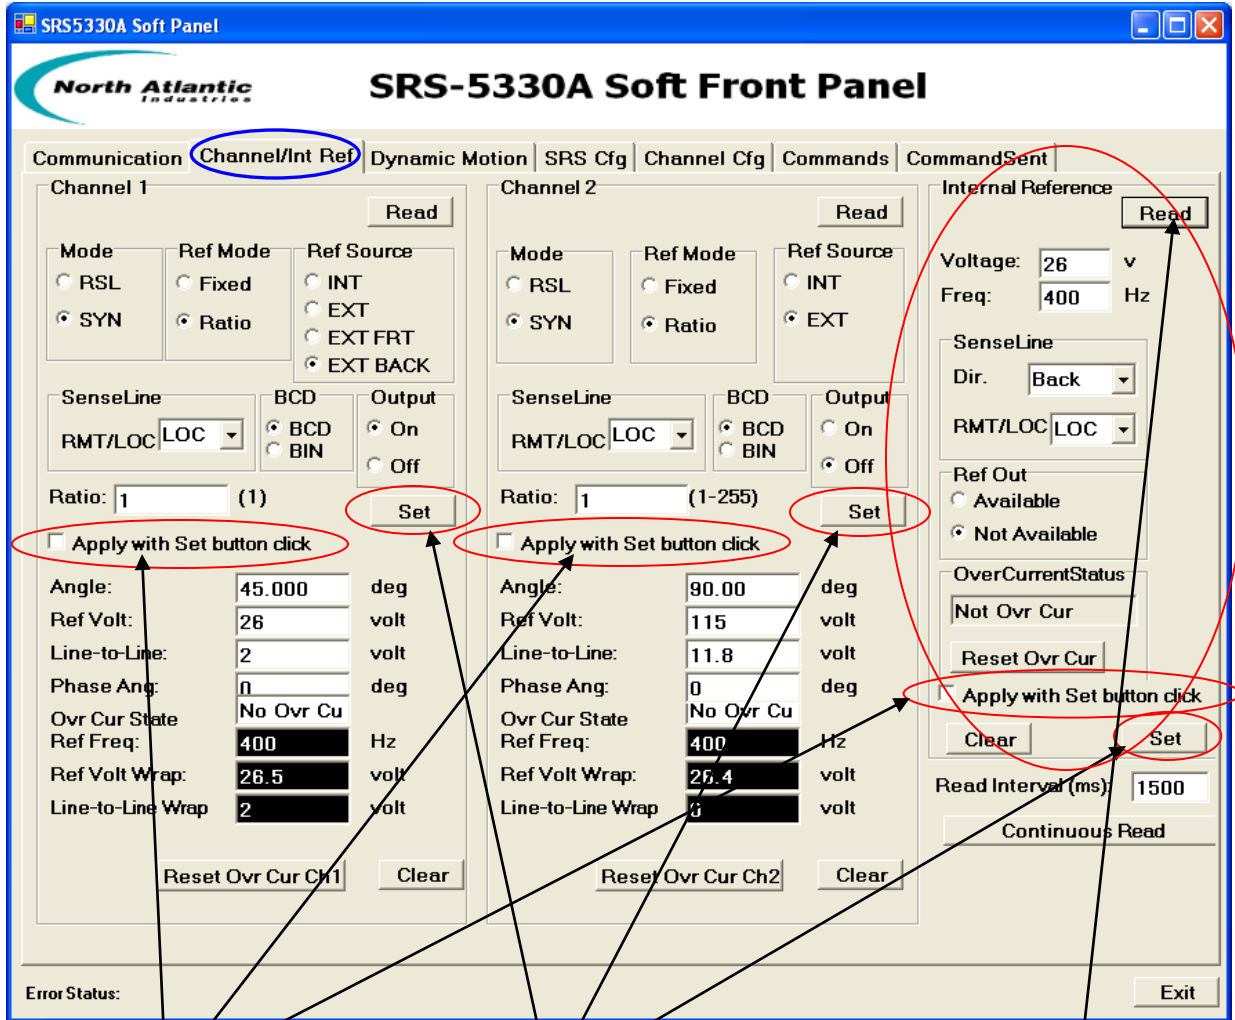 SRS5330A Soft Panel
North Atlantic
Industries
SRS-5330A Soft Front Panel
Communication Channel/Int Ref Dynamic Motion SRS Cfg Channel Cfg Commands CommandSent
Channel 1
Read
Mode
RSL
SYN
Ref Mode
Fixed
Ratio
Ref Source
INT
EXT
EXT FRT
EXT BACK
SenseLine
RMT/LOC LOC
BCD
BCD
BIN
Output
On
Off
Ratio: 1 (1)
Set
Apply with Set button click
Angle: 45.000 deg
Ref Volt: 26 volt
Line-to-Line: 2 volt
Phase Ang: 0 deg
Ovr Cur State No Ovr Cu
Ref Freq: 400 Hz
Ref Volt Wrap: 26.5 volt
Line-to-Line Wrap 2 volt
Reset Ovr Cur Ch1 Clear
Channel 2
Read
Mode
RSL
SYN
Ref Mode
Fixed
Ratio
Ref Source
INT
EXT
SenseLine
RMT/LOC LOC
BCD
BCD
BIN
Output
On
Off
Ratio: 1 (1-255)
Set
Apply with Set button click
Angle: 90.00 deg
Ref Volt: 115 volt
Line-to-Line: 11.8 volt
Phase Ang: 0 deg
Ovr Cur State No Ovr Cu
Ref Freq: 400 Hz
Ref Volt Wrap: 26.4 volt
Line-to-Line Wrap volt
Reset Ovr Cur Ch2 Clear
Internal Reference
Read
Voltage: 26 v
Freq: 400 Hz
SenseLine
Dir. Back
RMT/LOC LOC
Ref Out
Available
Not Available
OverCurrentStatus
Not Ovr Cur
Reset Ovr Cur
Apply with Set button click
Clear Set
Read Interval (ms): 1500
Continuous Read
Error Status:
Exit